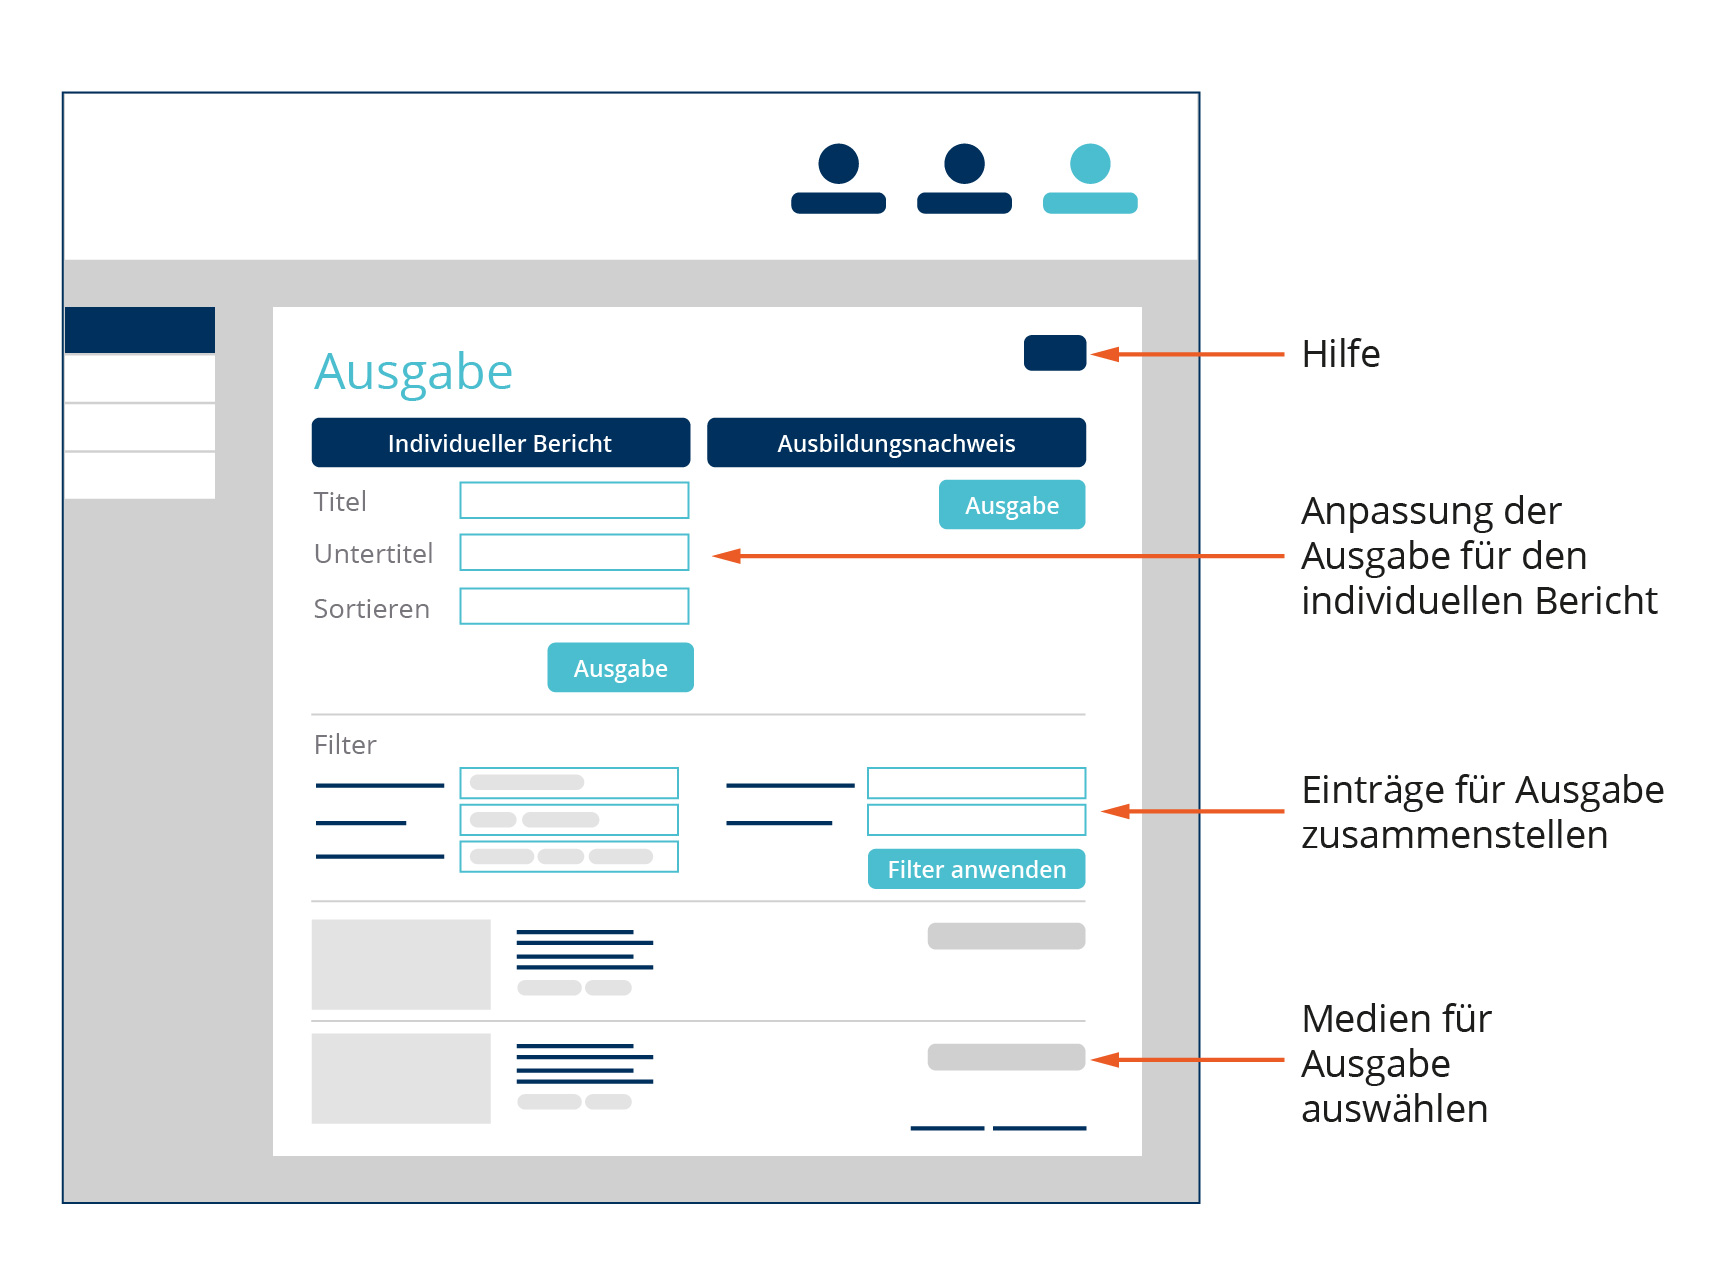 Ausgabe
Hilfe
Individueller Bericht
Ausbildungsnachweis
Titel
Ausgabe
Untertitel
Sortieren
Ausgabe
Anpassung der
Ausgabe für den
individuellen Bericht
Filter
Filter anwenden
Einträge für Ausgabe
zusammenstellen
Medien für
Ausgabe
auswählen